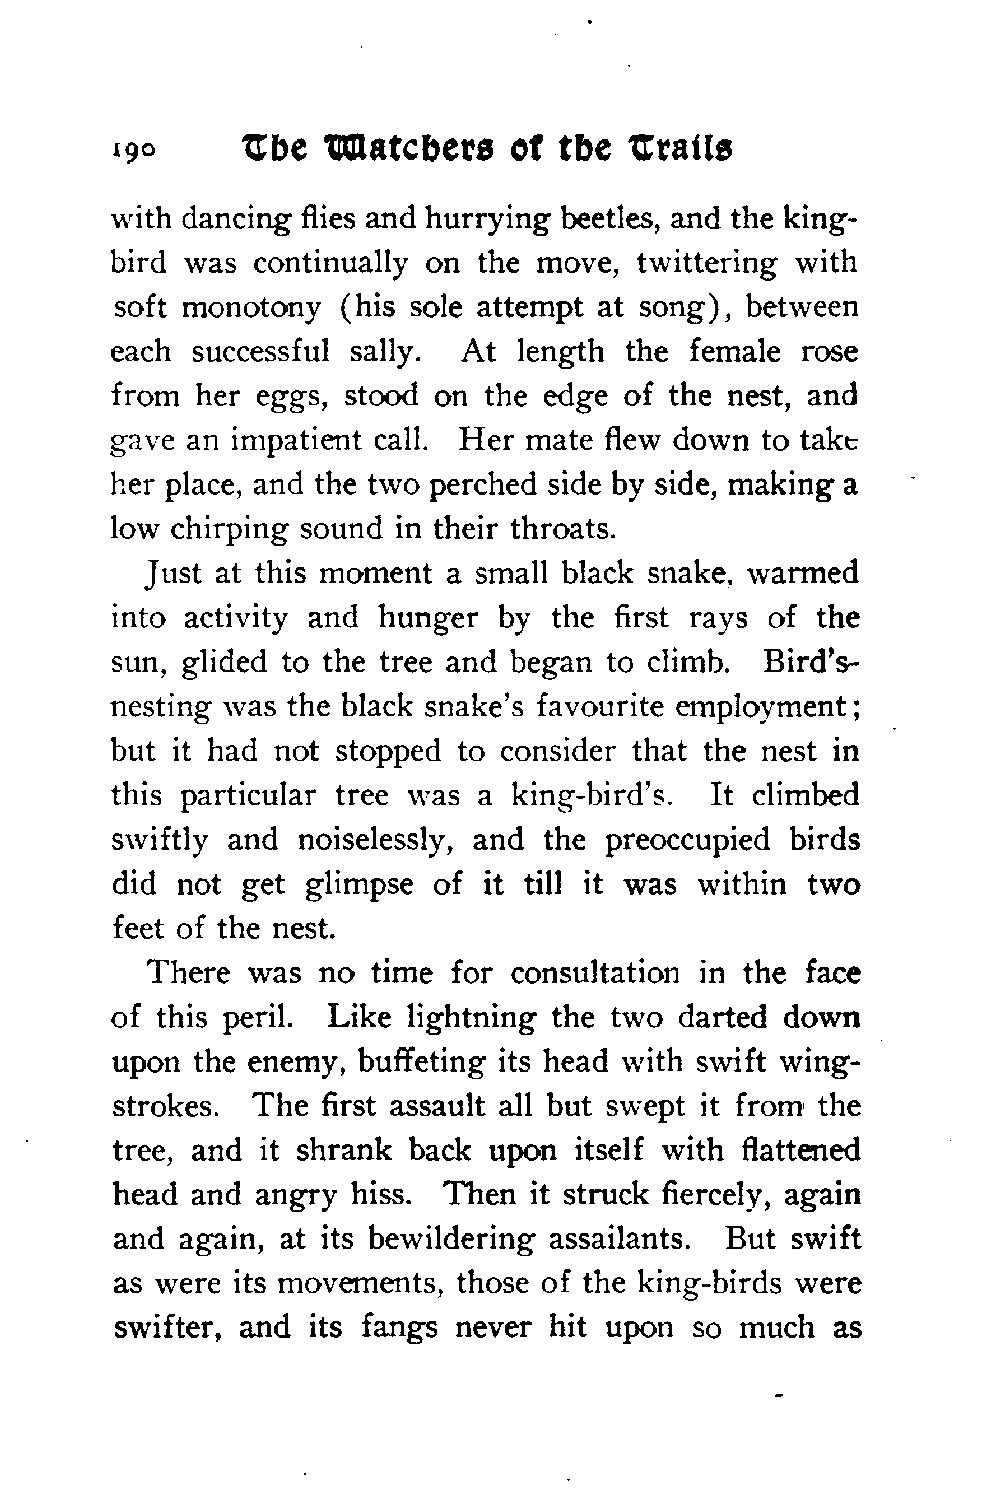 190 The Watchers of the Trails
with dancing flies and hurrying beetles, and the king-
bird was continually on the move, twittering with
soft monotony (his sole attempt at song), between
each successful sally. At length the female rose
from her eggs, stood on the edge of the nest, and
gave an impatient call. Her mate flew down to take
her place, and the two perched side by side, making a
low chirping sound in their throats.
Just at this moment a small black snake, warmed
into activity and hunger by the first rays of the
sun, glided to the tree and began to climb. Bird's-
nesting was the black snake's favourite employment;
but it had not stopped to consider that the nest in
this particular tree was a king-bird's. It climbed
swiftly and noiselessly, and the preoccupied birds
did not get glimpse of it till it was within two
feet of the nest.
There was no time for consultation in the face
of this peril. Like lightning the two darted down
upon the enemy, buffeting its head with swift wing-
strokes. The first assault all but swept it from the
tree, and it shrank back upon itself with flattened
head and angry hiss. Then it struck fiercely, again
and again, at its bewildering assailants. But swift
as were its movements, those of the king-birds were
swifter, and its fangs never hit upon so much as